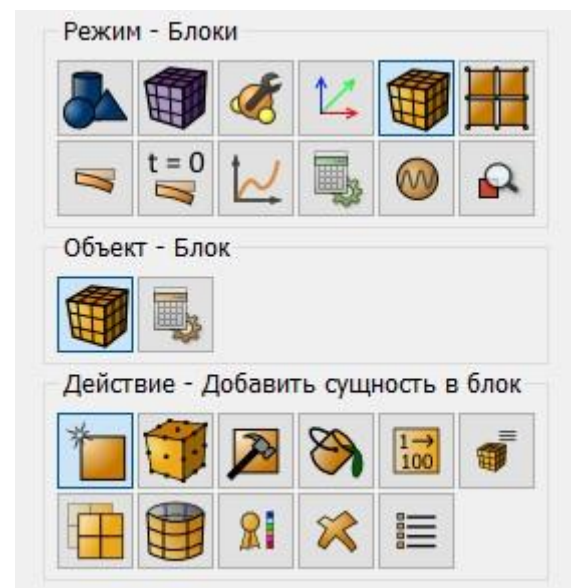 Режим - Блоки
t = 0
Объект - Блок
Действие - Добавить сущность в блок
1→
100